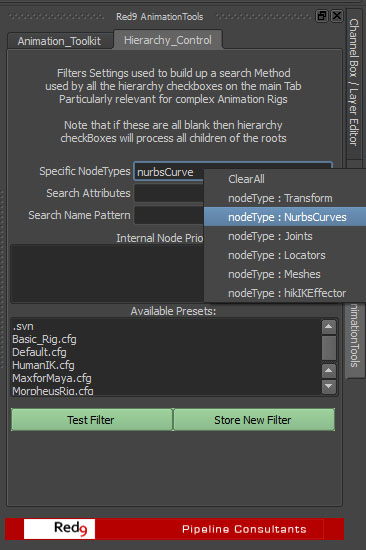 Red9 AnimationTools
Animation_Toolkit
Hierarchy_Control
Channel Box / Layer Editor
Filters Settings used to build up a search Method
used by all the hierarchy checkboxes on the main Tab
Particularly relevant for complex Animation Rigs
Note that if these are all blank then hierarchy
checkBoxes will process all children of the roots
Specific NodeTypes
nurbsCurve
Search Attributes
Search Name Pattern
ClearAll
nodeType : Transform
nodeType : NurbsCurves
nodeType : Joints
nodeType : Locators
nodeType : Meshes
nodeType : hikIKEffector
Internal Node Prio
nimationTools
Available Presets:
.svn
Basic_Rig.cfg
Default.cfg
HumanIK.cfg
MaxforMaya.cfg
MorpheusRig.cfg
Test Filter
Store New Filter
Red9
Pipeline Consultants